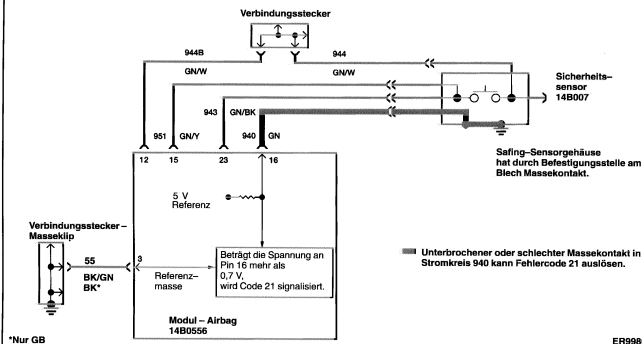 Verbindungsstecker
944B
944
GN/W
GN/W
Sicherheits–
sensor
14B007
943
GN/BK
951
GN/Y
940
GN
12
15
23
16
Safing–Sensorgehäuse
hat durch Befestigungsstelle am
Blech Massekontakt.
5 V
Referenz
Verbindungsstecker –
Masseklip
55
BK/GN
BK*
3
Referenz–
masse
Beträgt die Spannung an
Pin 16 mehr als
0,7 V,
wird Code 21 signalisiert.
Unterbrochener oder schlechter Massekontakt in
Stromkreis 940 kann Fehlercode 21 auslösen.
Modul – Airbag
14B0556
*Nur GB
ER998